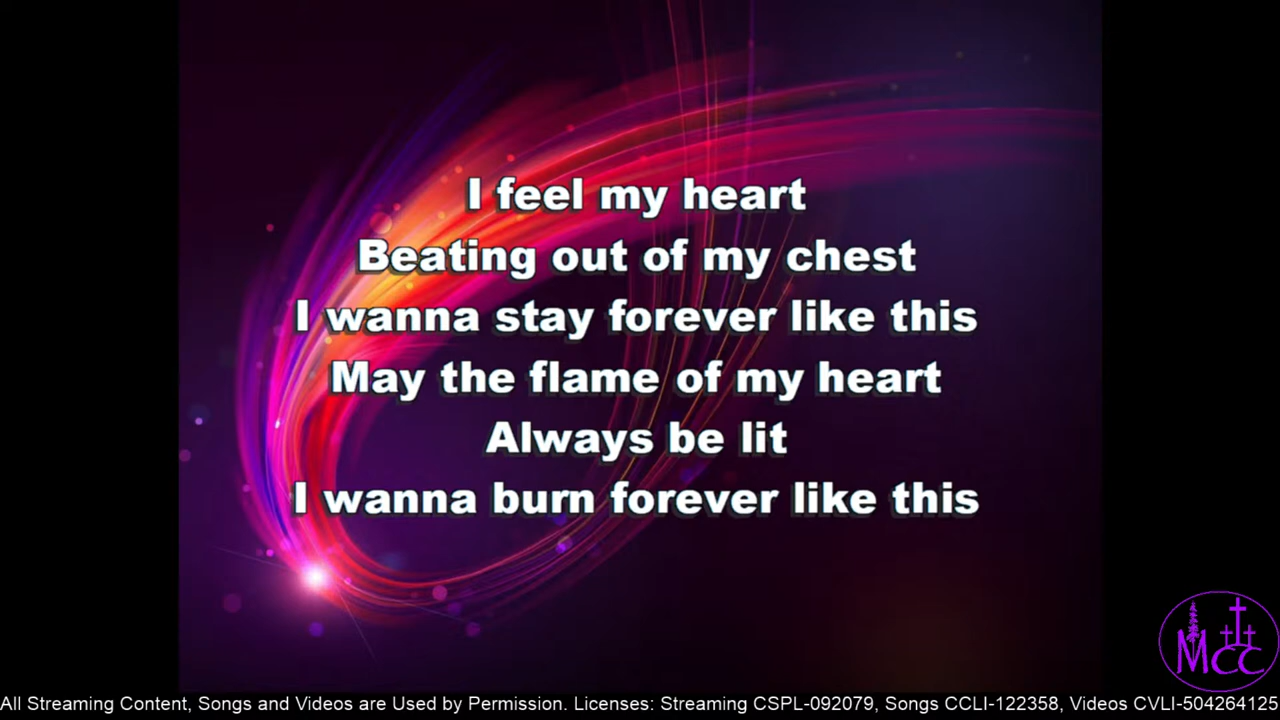 I feel my heart
Beating out of my chest
I wanna stay forever like this
May the flame of my heart
Always be lit
I wanna burn forever like this
MCC
All Streaming Content, Songs and Videos are Used by Permission. Licenses: Streaming CSPL-092079, Songs CCLI-122358, Videos CVLI-504264125